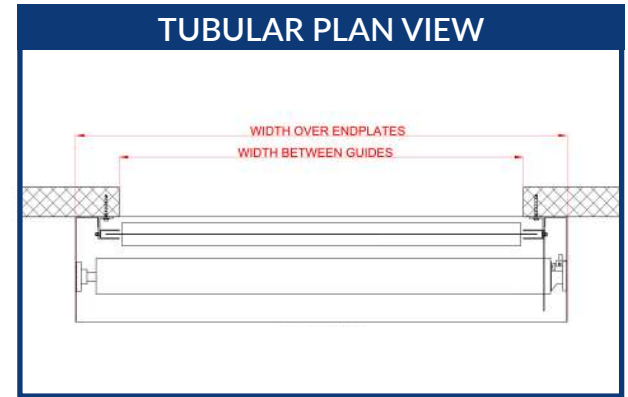 TUBULAR PLAN VIEW
WIDTH OVER ENDPLATES
WIDTH BETWEEN GUIDES